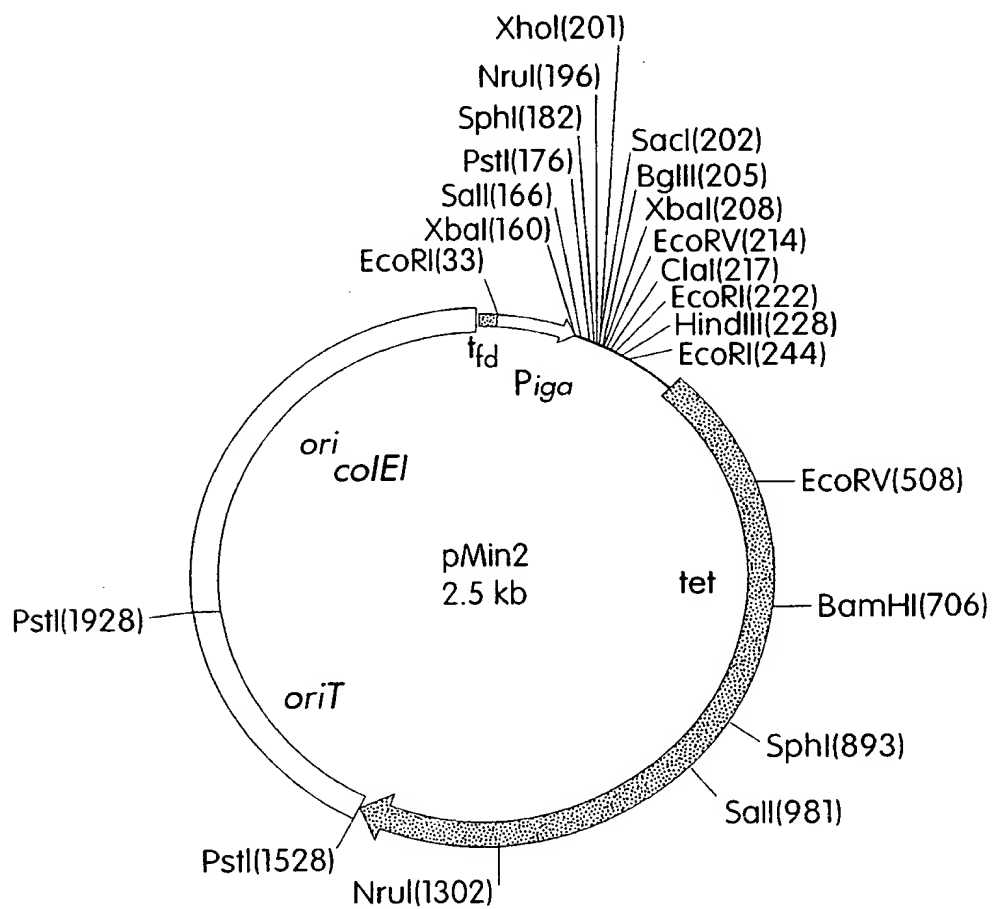 XhoI(201)
NruI(196)
SphI(182)
PstI(176)
SalI(166)
XbaI(160)
EcoRI(33)
SacI(202)
BglII(205)
XbaI(208)
EcoRV(214)
ClaI(217)
EcoRI(222)
HindIII(228)
EcoRI(244)
tfd
Piga
ori
colEI
EcoRV(508)
pMin2
2.5 kb
tet
BamHI(706)
PstI(1928)
oriT
SphI(893)
SalI(981)
PstI(1528)
NruI(1302)